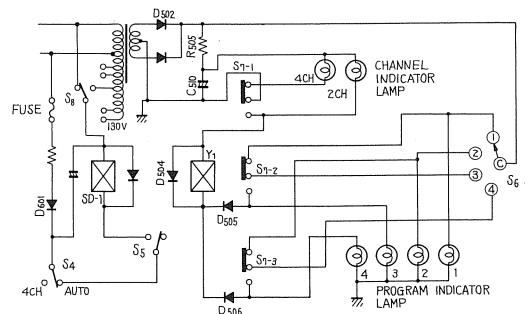 D502
R505
C510
S7-1
4CH
2CH
CHANNEL
INDICATOR
LAMP
FUSE
S8
130V
D601
SD-1
D504
Y1
S7-2
D505
1
2
3
4
C
S6
S4
4CH
AUTO
S5
S7-3
D506
4 3 2 1
PROGRAM INDICATOR
LAMP